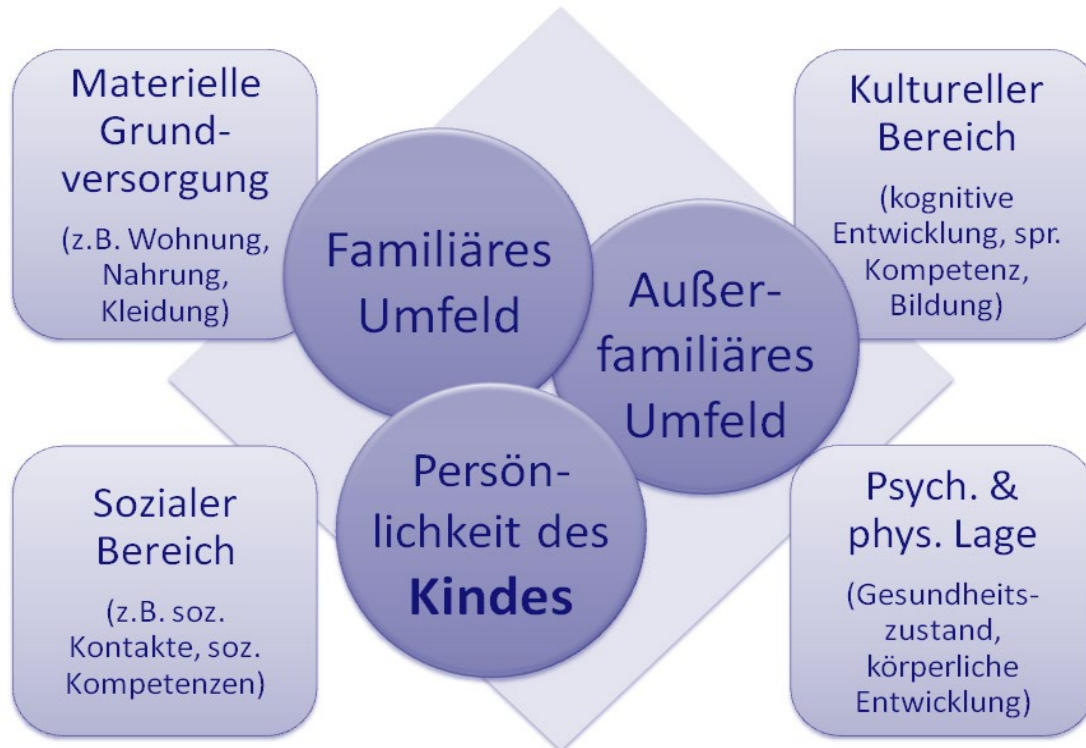 Materielle
Grund-
versorgung
(z.B. Wohnung,
Nahrung,
Kleidung)
Kultureller
Bereich
(kognitive
Entwicklung, spr.
Kompetenz,
Bildung)
Familiäres
Umfeld
Außer-
familiäres
Umfeld
Persön-
lichkeit des
Kindes
Sozialer
Bereich
(z.B. soz.
Kontakte, soz.
Kompetenzen)
Psych. &
phys. Lage
(Gesundheits-
zustand,
körperliche
Entwicklung)